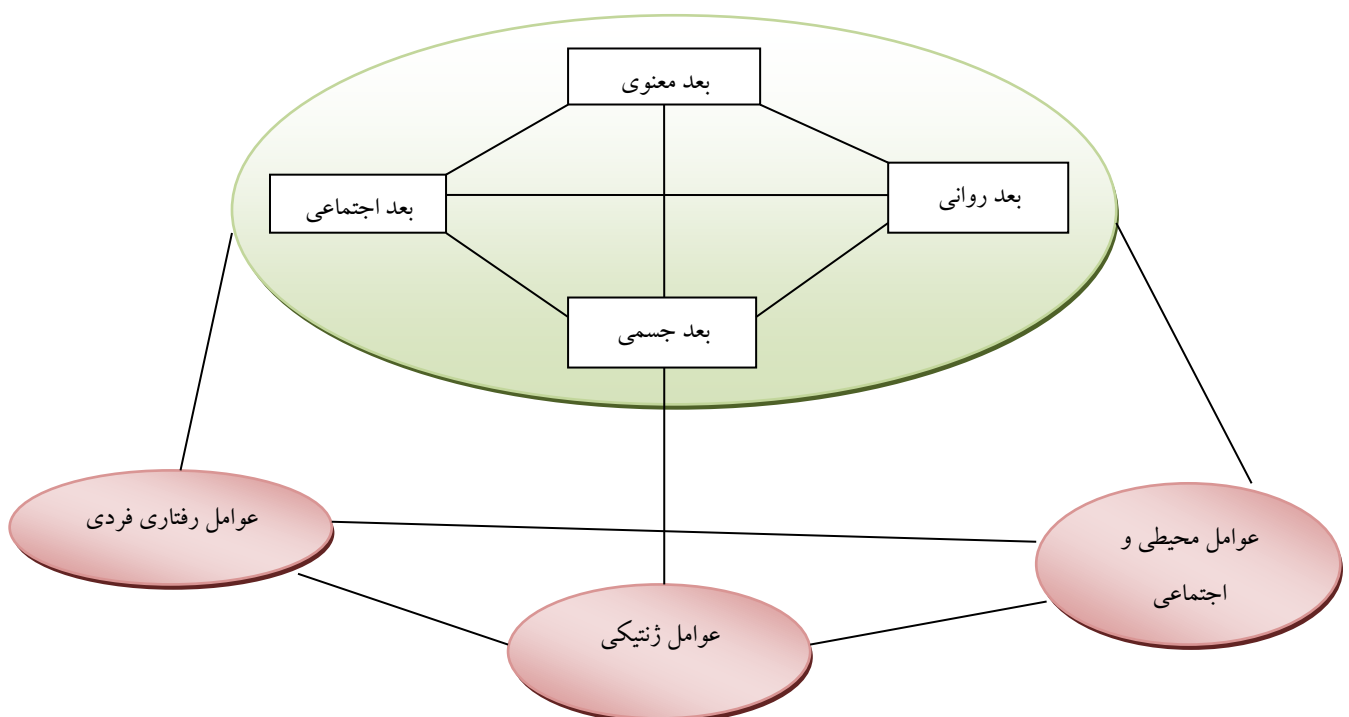 بعد معنوی
بعد روانی
بعد اجتماعی
بعد جسمی
عوامل رفتاری فردی
عوامل محیطی و
اجتماعی
عوامل ژنتیکی